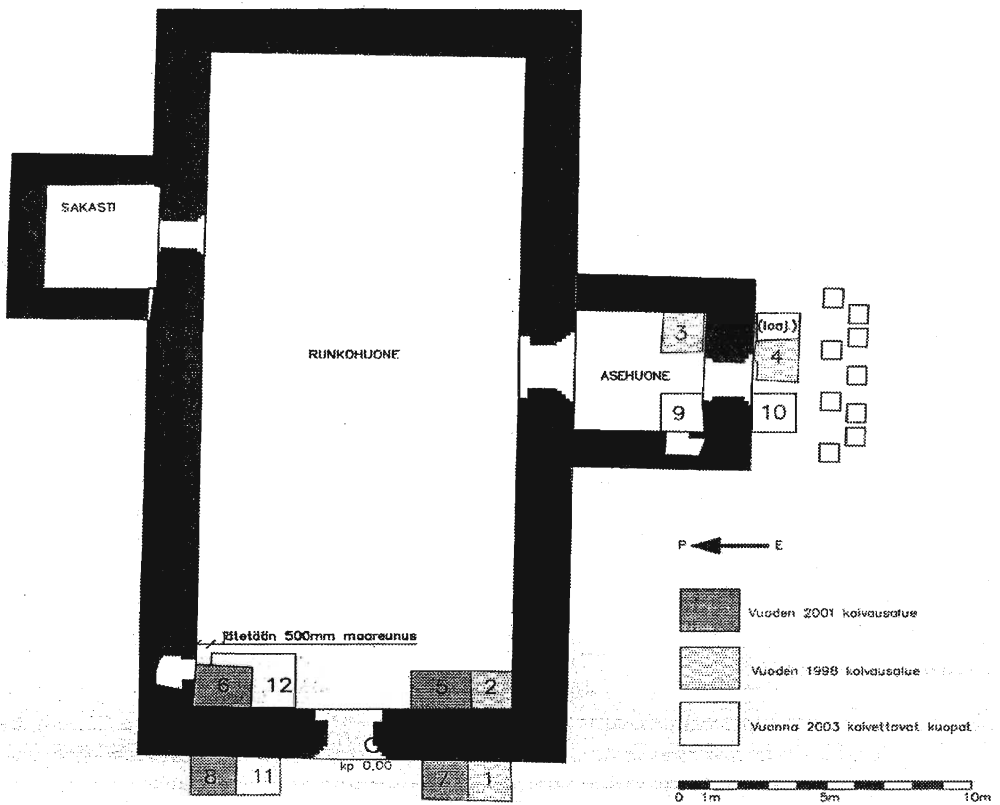 SAKASTI
RUNKOHUONE
ASEHUONE
3
(laaj.)
4
9
10
P E
Vuoden 2001 kaivausalue
Vuoden 1998 kaivausalue
Vuonna 2003 kaivettavat kuopat
jätetään 500mm maareunus
6
12
5
2
kp 0.00
8
11
7
1
0 1m 5m 10m